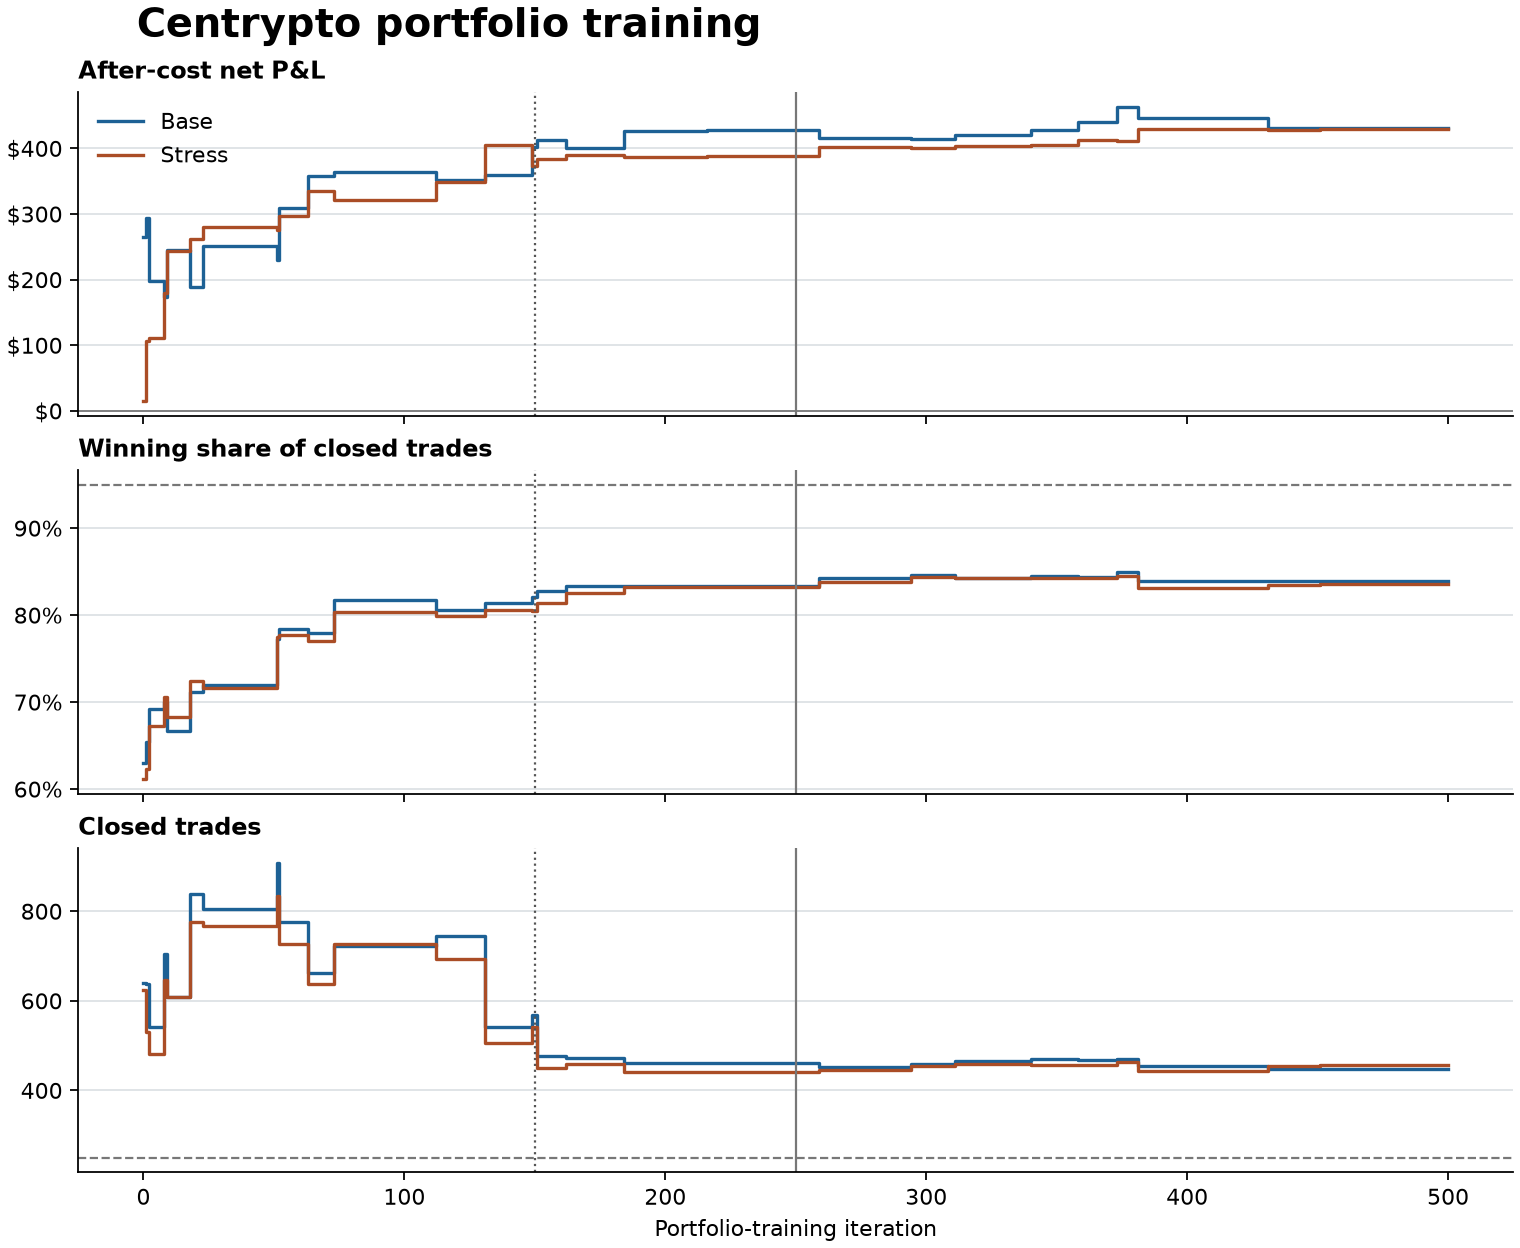 Centrypto portfolio training
After-cost net P&L
Base
Stress
$400
$300
$200
$100
$0
Winning share of closed trades
90%
80%
70%
60%
Closed trades
800
600
400
0 100 200 300 400 500
Portfolio-training iteration